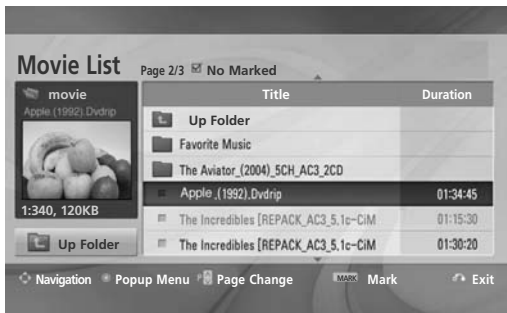 Movie List Page 2/3 No Marked
movie
Apple (1992).Dvdrip
1:340, 120KB
Up Folder
Title Duration
Up Folder
Favorite Music
The Aviator_(2004)_5CH_AC3_2CD
Apple_(1992).Dvdrip 01:34:45
The Incredibles [REPACK_AC3_5.1c-CiM 01:15:30
The Incredibles [REPACK_AC3_5.1c-CiM 01:30:20
Navigation Popup Menu P Page Change MARK Mark Exit